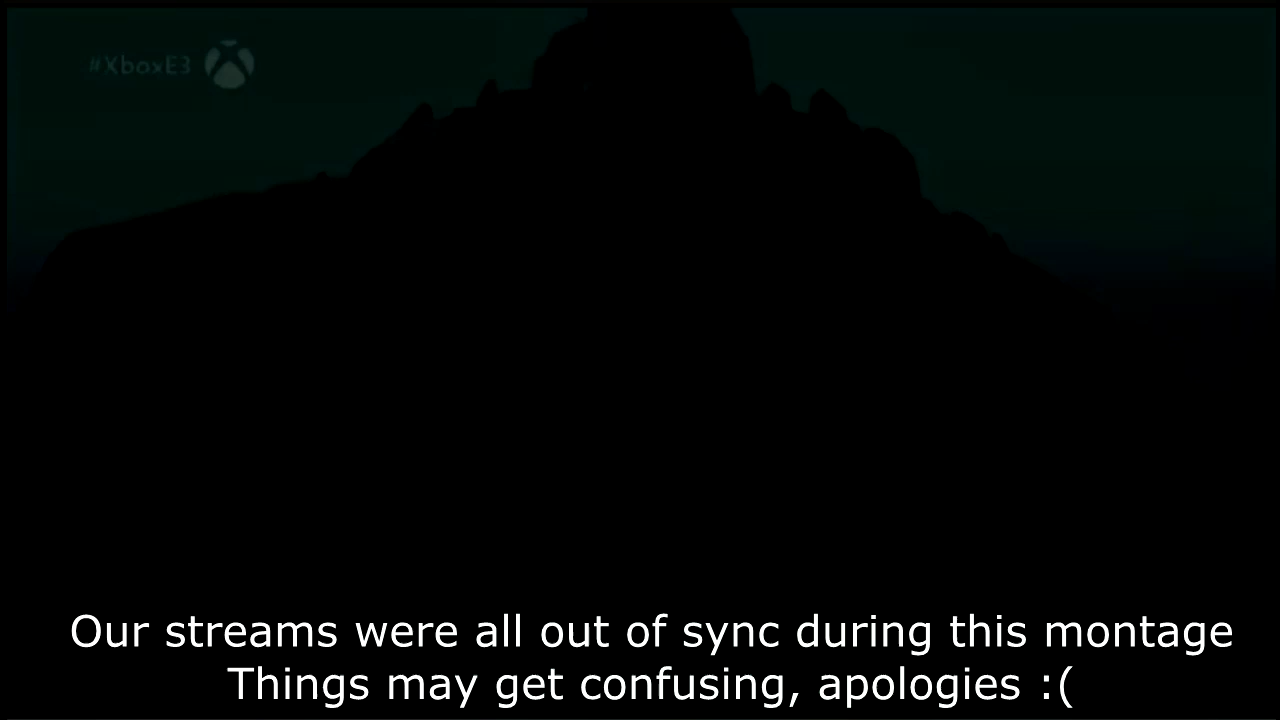 #XboxE3
Our streams were all out of sync during this montage
Things may get confusing, apologies :(